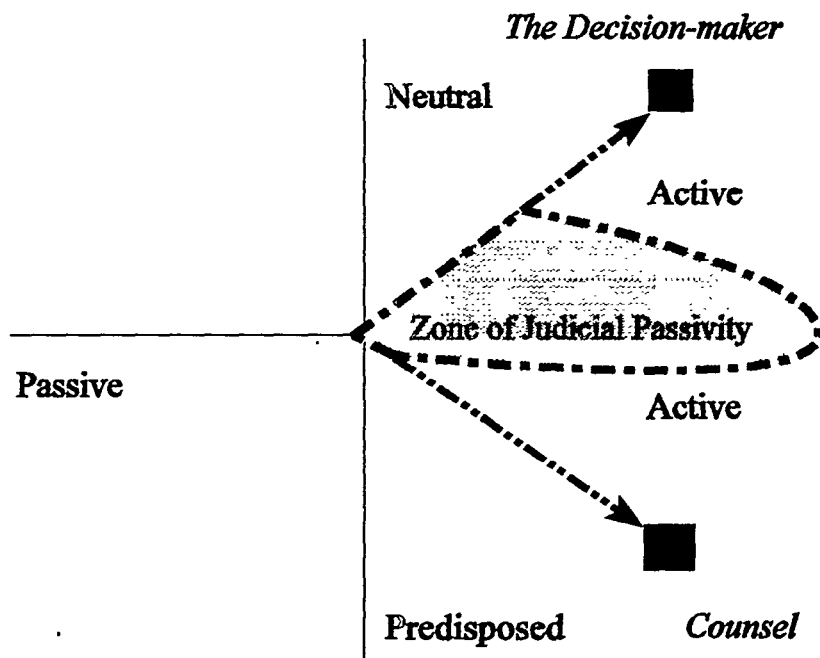 The Decision-maker
Neutral
Active
Zone of Judicial Passivity
Passive
Active
Predisposed
Counsel